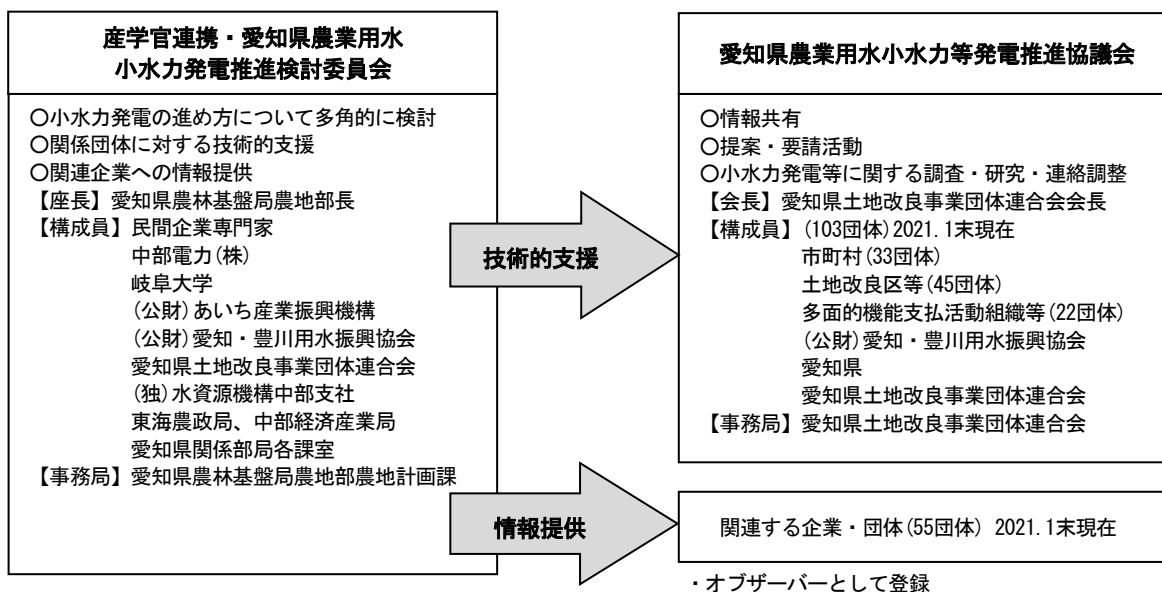 産学官連携・愛知県農業用水
小水力発電推進検討委員会
○小水力発電の進め方について多角的に検討
○関係団体に対する技術的支援
○関連企業への情報提供
【座長】愛知県農林基盤局農地部長
【構成員】民間企業専門家
中部電力(株)
岐阜大学
(公財)あいち産業振興機構
(公財)愛知・豊川用水振興協会
愛知県土地改良事業団体連合会
(独)水資源機構中部支社
東海農政局、中部経済産業局
愛知県関係部局各課室
【事務局】愛知県農林基盤局農地部農地計画課
技術的支援
情報提供
愛知県農業用水小水力等発電推進協議会
○情報共有
○提案・要請活動
○小水力発電等に関する調査・研究・連絡調整
【会長】愛知県土地改良事業団体連合会会長
【構成員】(103団体)2021.1末現在
市町村(33団体)
土地改良区等(45団体)
多面的機能支払活動組織等(22団体)
(公財)愛知・豊川用水振興協会
愛知県
愛知県土地改良事業団体連合会
【事務局】愛知県土地改良事業団体連合会
関連する企業・団体(55団体) 2021.1末現在
・オブザーバーとして登録